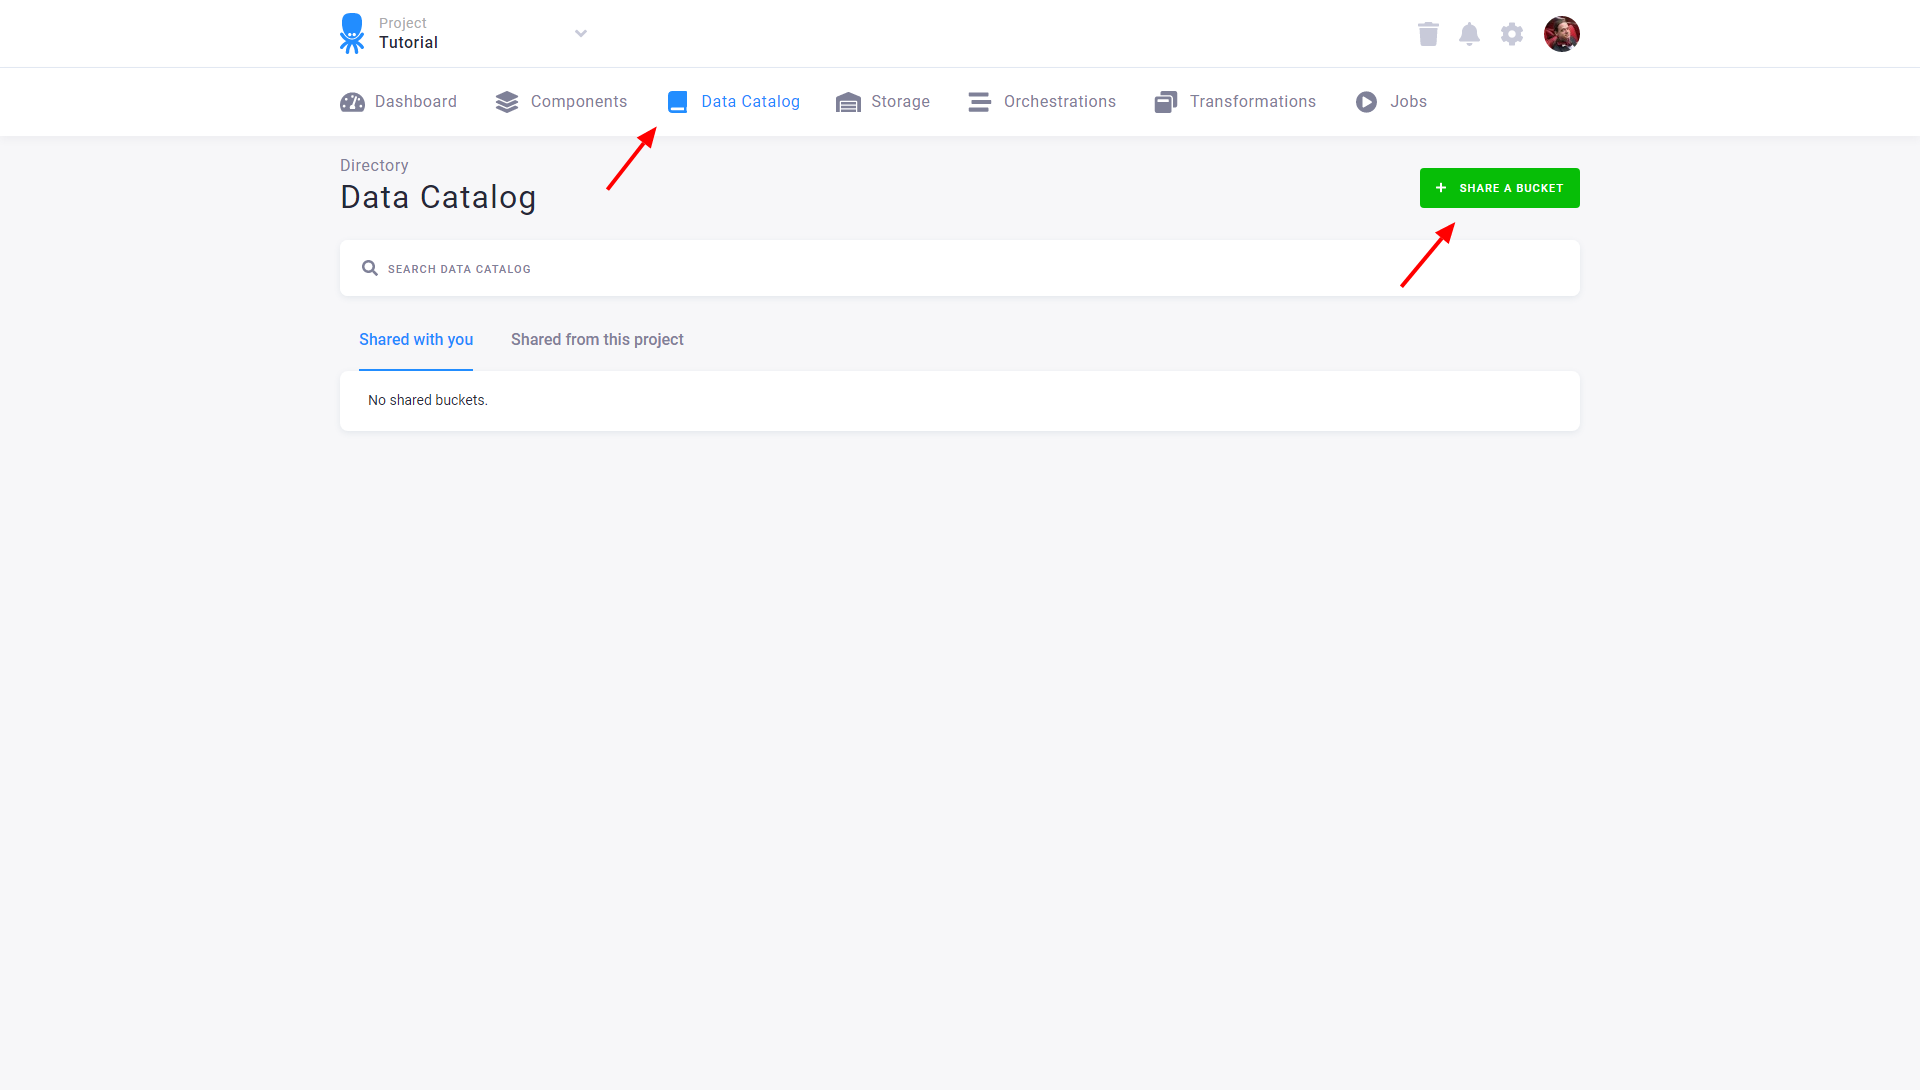 Project
Tutorial
Dashboard Components Data Catalog Storage Orchestrations Transformations Jobs
Directory
Data Catalog
SHARE A BUCKET
SEARCH DATA CATALOG
Shared with you Shared from this project
No shared buckets.